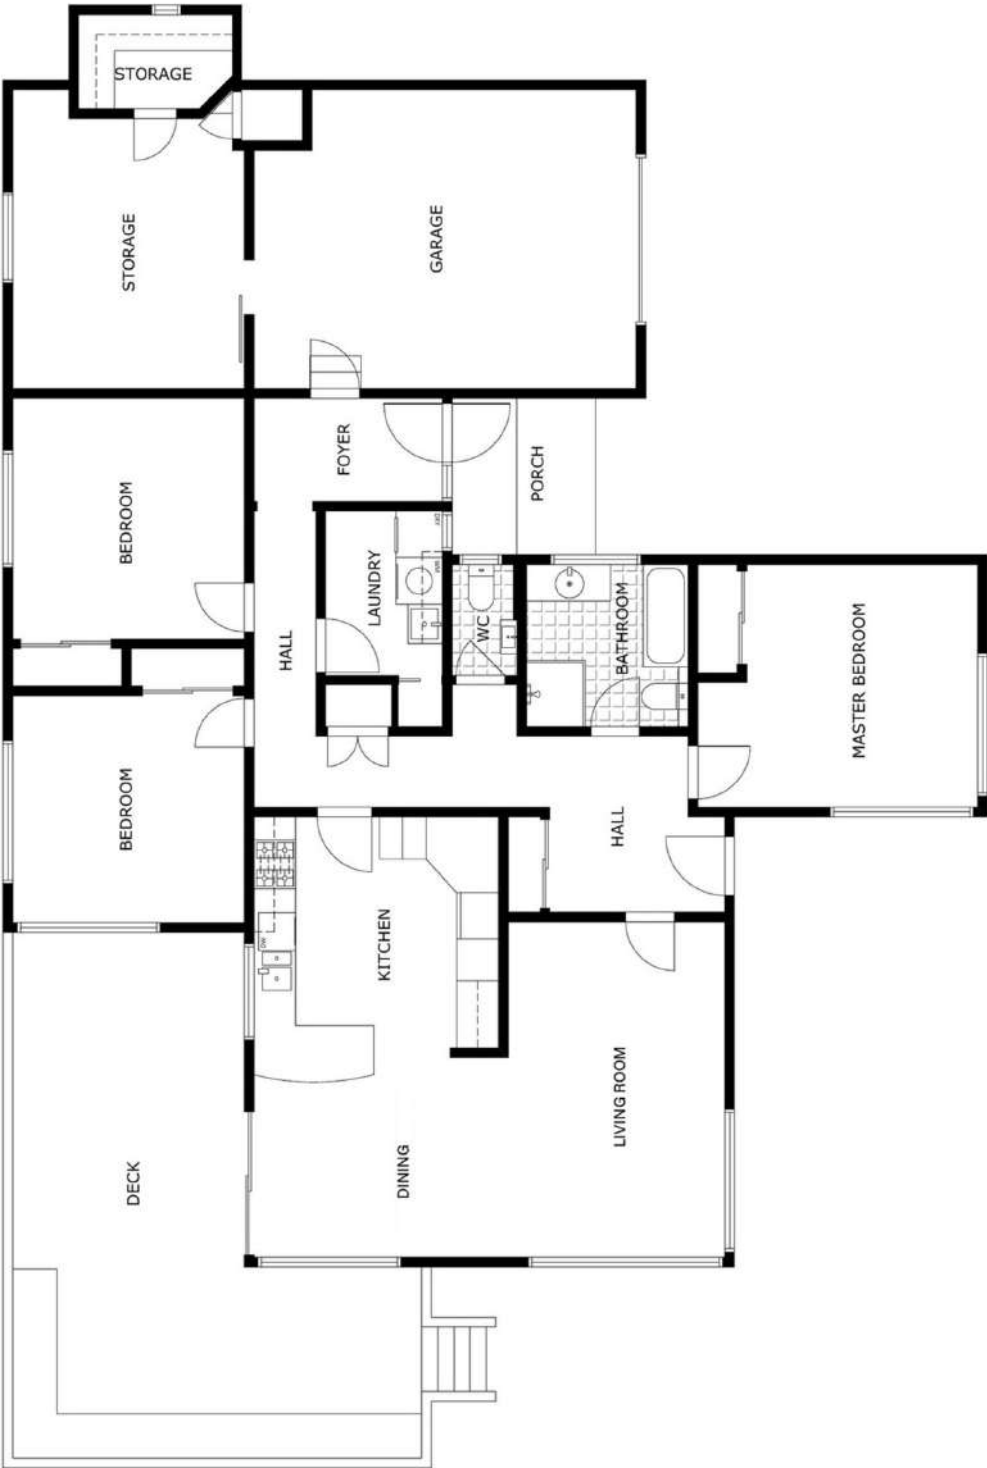 STORAGE
STORAGE
GARAGE
FOYER
PORCH
BEDROOM
LAUNDRY
HALL
WC
BATHROOM
MASTER BEDROOM
BEDROOM
HALL
KITCHEN
DW
LIVING ROOM
DINING
DECK